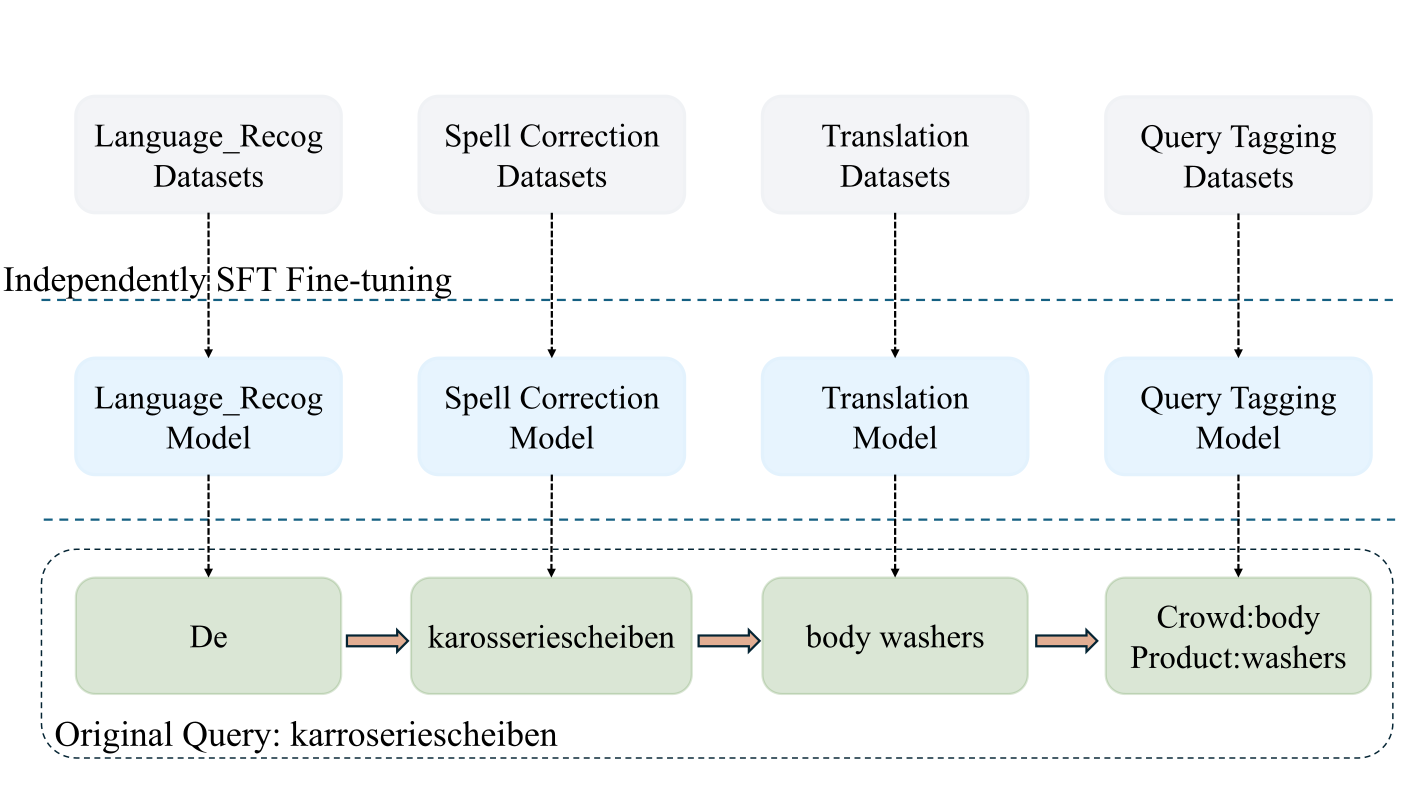 Language_Recog
Datasets
Spell Correction
Datasets
Translation
Datasets
Query Tagging
Datasets
Independently SFT Fine-tuning
Language_Recog
Model
Spell Correction
Model
Translation
Model
Query Tagging
Model
De
karosseriescheiben
body washers
Crowd:body
Product:washers
Original Query: karroseriescheiben